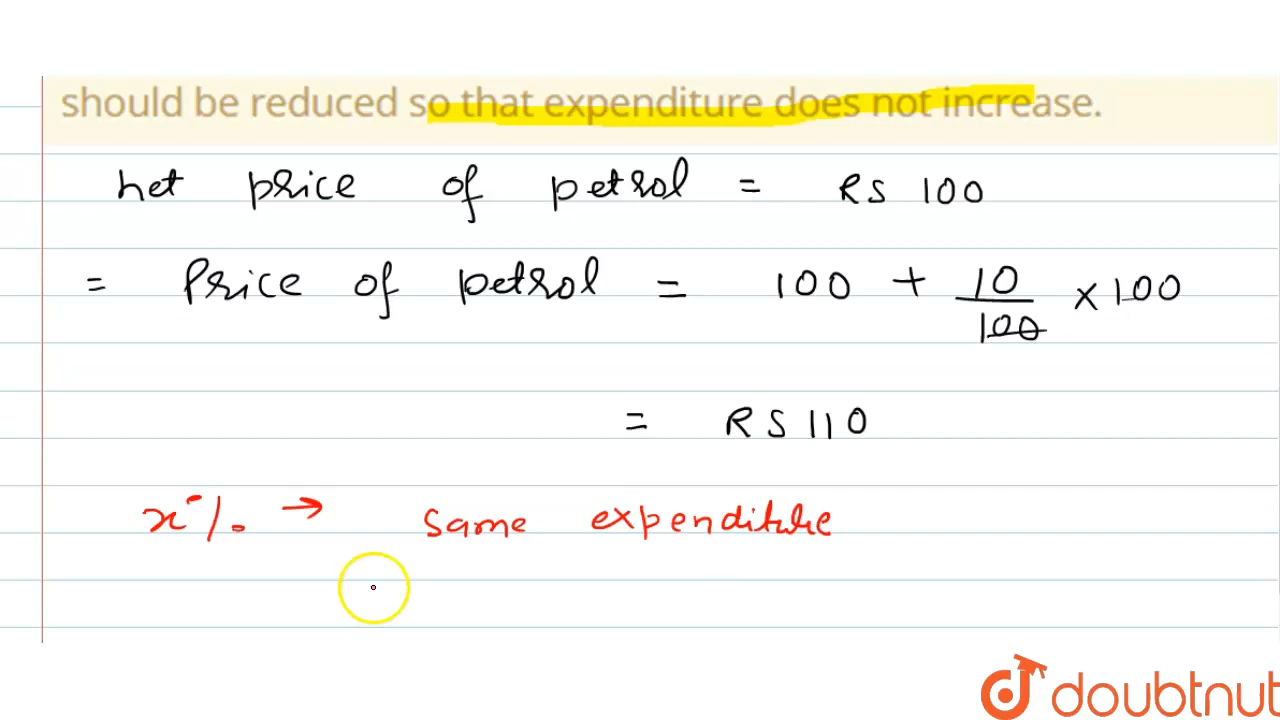 should be reduced so that expenditure does not increase.
Let price of petrol = RS 100
= Price of petrol = 100 + 10/100 × 100
= RS 110
x% → same expenditure
doubtnut